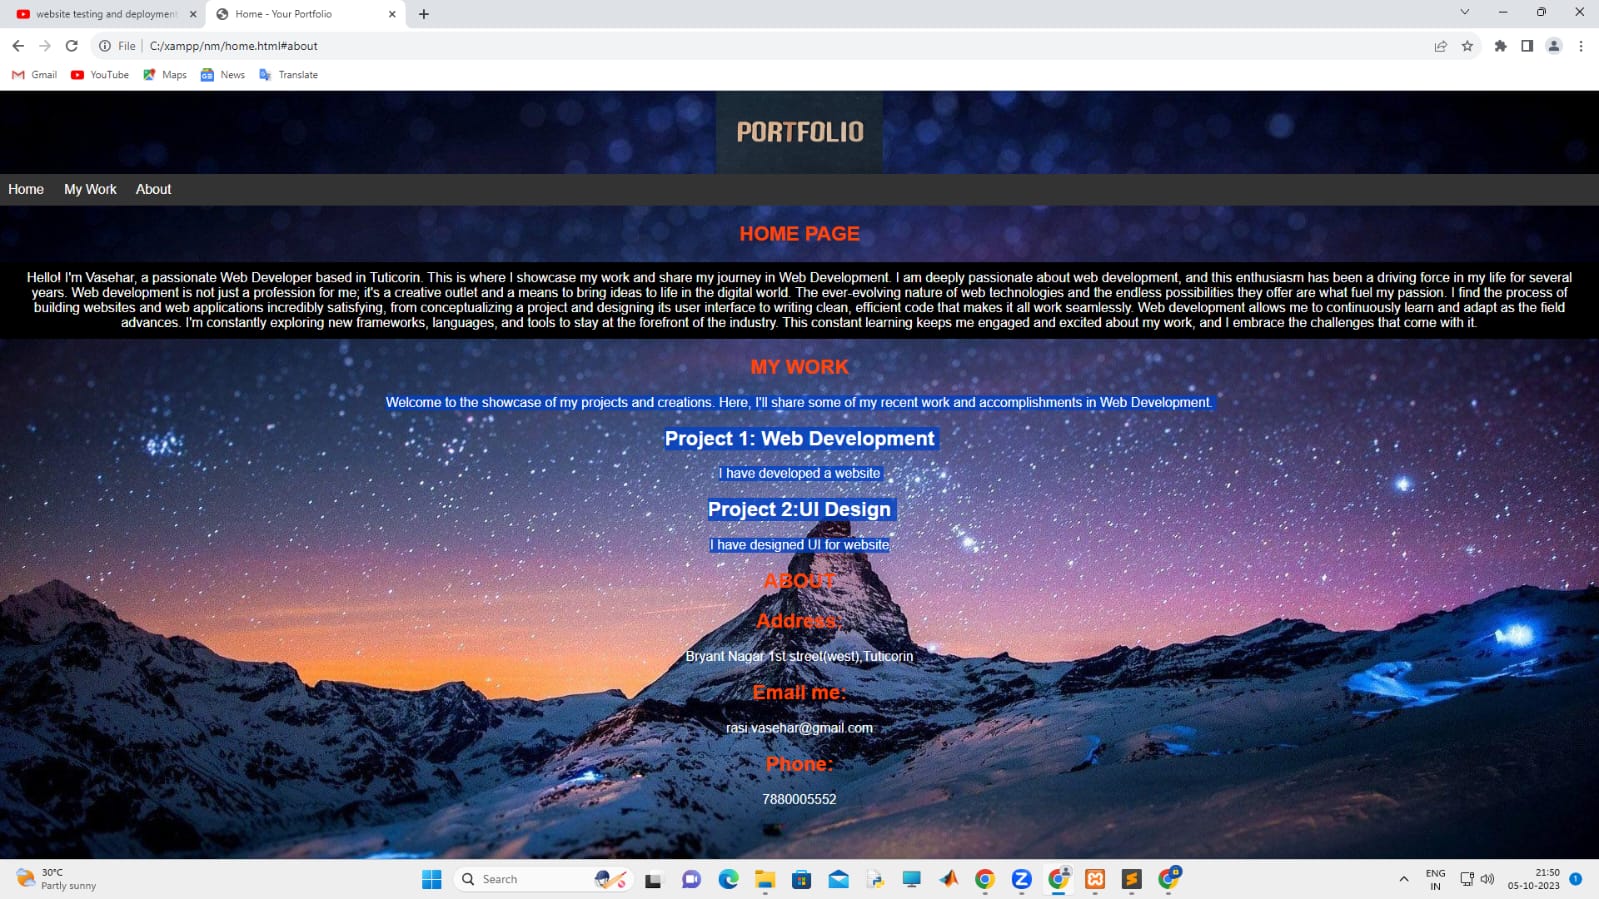 website testing and deployment
Home - Your Portfolio
File
C:/xampp/nm/home.html#about
Gmail
YouTube
Maps
News
Translate
PORTFOLIO
Home
My Work
About
HOME PAGE
Hello! I'm Vasehar, a passionate Web Developer based in Tuticorin. This is where I showcase my work and share my journey in Web Development. I am deeply passionate about web development, and this enthusiasm has been a driving force in my life for several
years. Web development is not just a profession for me; it's a creative outlet and a means to bring ideas to life in the digital world. The ever-evolving nature of web technologies and the endless possibilities they offer are what fuel my passion. I find the process of
building websites and web applications incredibly satisfying, from conceptualizing a project and designing its user interface to writing clean, efficient code that makes it all work seamlessly. Web development allows me to continuously learn and adapt as the field
advances. I'm constantly exploring new frameworks, languages, and tools to stay at the forefront of the industry. This constant learning keeps me engaged and excited about my work, and I embrace the challenges that come with it.
MY WORK
Welcome to the showcase of my projects and creations. Here, I'll share some of my recent work and accomplishments in Web Development.
Project 1: Web Development
I have developed a website
Project 2:UI Design
I have designed UI for website
ABOUT
Address:
Bryant Nagar 1st street(west),Tuticorin
Email me:
rasi.vasehar@gmail.com
Phone:
7880005552
30°C
Partly sunny
Search
ENG
IN
21:50
05-10-2023
1